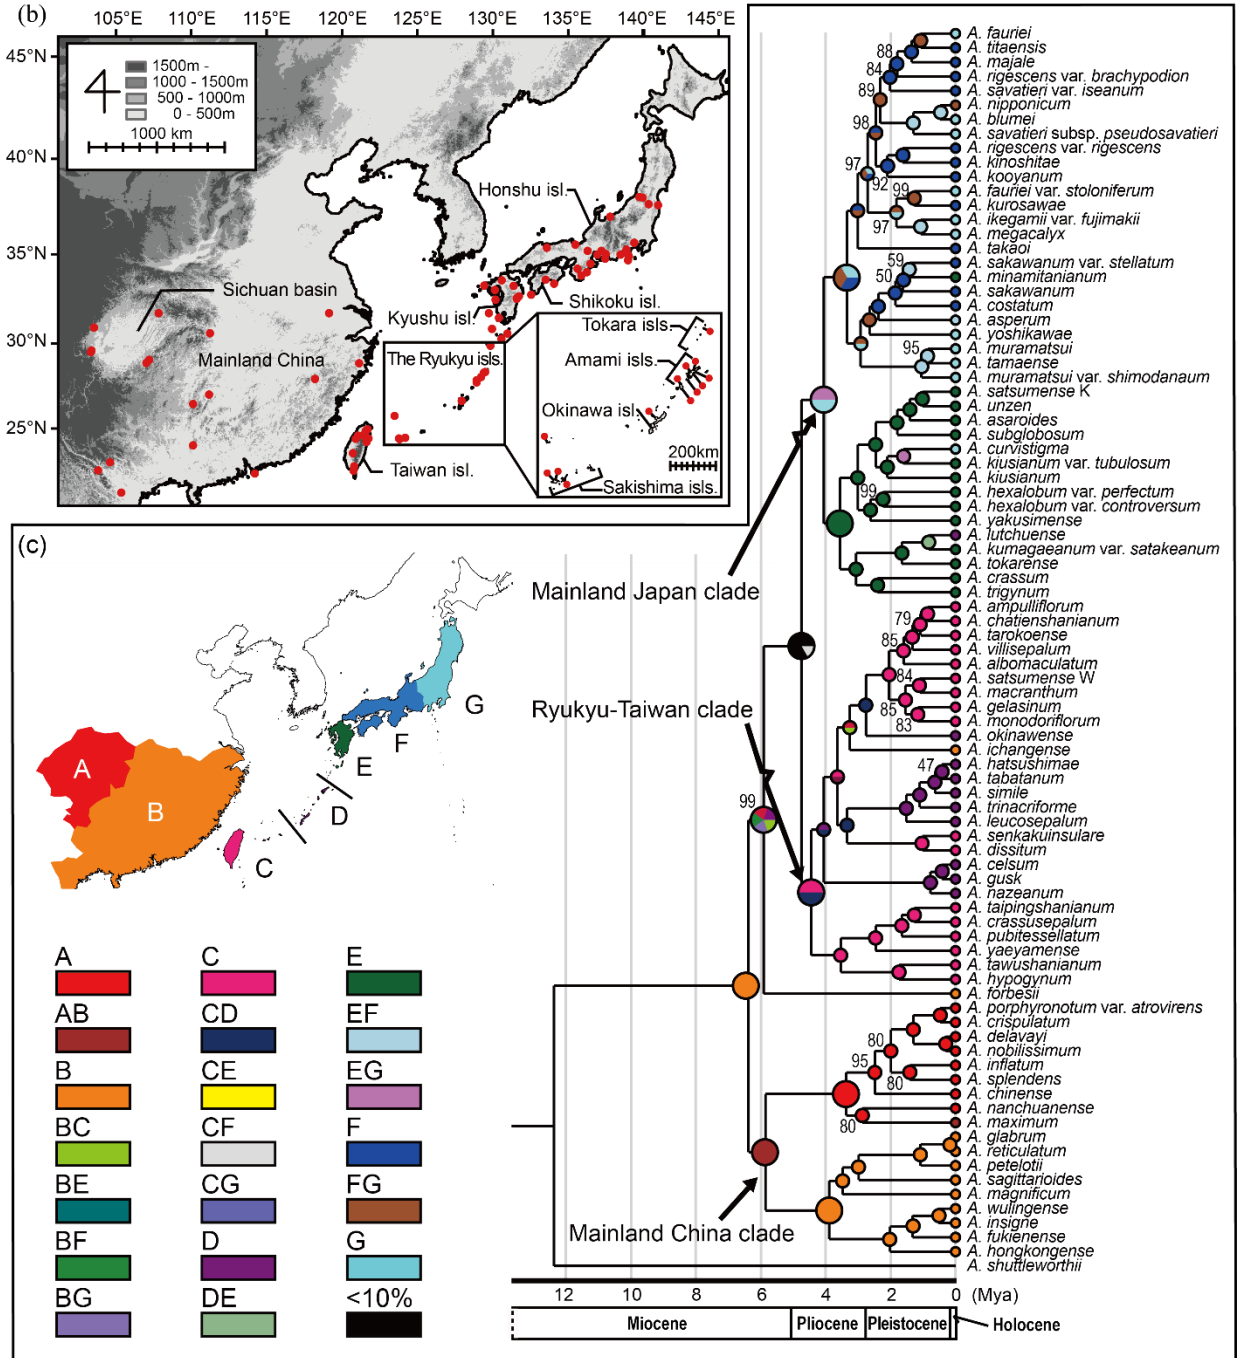 (b)
105°E 110°E 115°E 120°E 125°E 130°E 135°E 140°E 145°E
45°N
40°N
35°N
30°N
25°N
1500m -
1000 - 1500m
500 - 1000m
0 - 500m
1000 km
Honshu isl.
Sichuan basin
Shikoku isl.
Kyushu isl.
Mainland China
The Ryukyu isls.
Taiwan isl.
Tokara isls.
Amami isls.
Okinawa isl.
200km
Sakishima isls.
(c)
A
B
C
D
E
F
G
A C E
AB CD EF
B CE EG
BC CF F
BE CG FG
BF D G
BG DE <10%
Mainland Japan clade
Ryukyu-Taiwan clade
Mainland China clade
88
84
89
98
97
92
99
97
59
50
95
99
79
85
84
85
83
47
99
80
95
80
80
A. fauriei
A. titaensis
A. majale
A. rigescens var. brachypodion
A. savatieri var. iseanum
A. nipponicum
A. blumei
A. savatieri subsp. pseudosavatieri
A. rigescens var. rigescens
A. kinoshitae
A. kooyanum
A. fauriei var. stoloniferum
A. kurosawae
A. ikegamii var. fujimakii
A. megacalyx
A. takaoi
A. sakawanum var. stellatum
A. minamitanianum
A. sakawanum
A. costatum
A. asperum
A. yoshikawae
A. muramatsui
A. tamaense
A. muramatsui var. shimodanaum
A. satsumense K
A. unzen
A. asaroides
A. subglobosum
A. curvistigma
A. kiusianum var. tubulosum
A. kiusianum
A. hexalobum var. perfectum
A. hexalobum var. controversum
A. yakusimense
A. lutchuense
A. kumagaeanum var. satakeanum
A. tokarense
A. crassum
A. trigynum
A. ampulliflorum
A. chatienshanianum
A. tarokoense
A. villisepalum
A. albomaculatum
A. satsumense W
A. macranthum
A. gelasinum
A. monodoriflorum
A. okinawense
A. ichangense
A. hatsushimae
A. tabatanum
A. simile
A. trinacriforme
A. leucosepalum
A. senkakuinsulare
A. dissitum
A. celsum
A. gusk
A. nazeanum
A. taipingshanianum
A. crassusepalum
A. pubitessellatum
A. yaeyamense
A. tawushanianum
A. hypogynum
A. forbesii
A. porphyronotum var. atrovirens
A. crispulatum
A. delavayi
A. nobilissimum
A. inflatum
A. splendens
A. chinense
A. nanchuanense
A. maximum
A. glabrum
A. reticulatum
A. petelotii
A. sagittarioides
A. magnificum
A. wulingense
A. insigne
A. fukienense
A. hongkongense
A. shuttleworthii
12 10 8 6 4 2 0 (Mya)
Miocene Pliocene Pleistocene Holocene